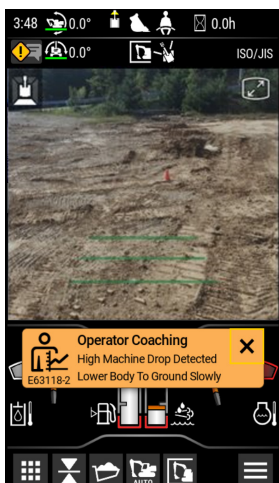 3:48 0.0° 0.0h
0.0° ISO/JIS
Operator Coaching
High Machine Drop Detected
E63118-2 Lower Body To Ground Slowly
AUTO